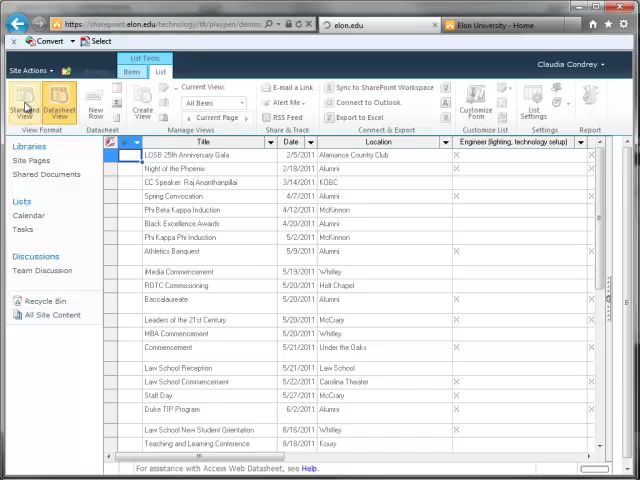 https://sharepoint.elon.edu/technology/tlt/playpen/demos
elon.edu
Elon University - Home
x Convert Select
Site Actions
List Tools
Items List
Claudia Condrey
Standard View
Datasheet View
View Format
New Row
Datasheet
Create View
Current View:
All Items
Current Page
Manage Views
E-mail a Link
Alert Me
RSS Feed
Share & Track
Sync to SharePoint Workspace
Connect to Outlook
Export to Excel
Connect & Export
Customize Form
Customize List
List Settings
Settings
Report
Libraries
Site Pages
Shared Documents
Lists
Calendar
Tasks
Discussions
Team Discussion
Recycle Bin
All Site Content
Title Date Location Engineer (lighting, technology setup)
LOSB 25th Anniversary Gala 2/5/2011 Alamance Country Club X X
Night of the Phoenix 2/18/2011 Alumni X X
CC Speaker: Raj Ananthanpillai 3/14/2011 KOBC
Spring Convocation 4/7/2011 Alumni X X
Phi Beta Kappa Induction 4/12/2011 McKinnon
Black Excellence Awards 4/20/2011 Alumni
Phi Kappa Phi Induction 5/2/2011 McKinnon
Athletics Banquest 5/9/2011 Alumni X X
iMedia Commencement 5/19/2011 Whitley
ROTC Commissioning 5/20/2011 Holt Chapel
Baccalaureate 5/20/2011 Alumni X X
Leaders of the 21st Century 5/20/2011 McCrary X X
MBA Commencement 5/20/2011 Whitley
Commencement 5/21/2011 Under the Oaks X X
Law School Reception 5/21/2011 Law School
Law School Commencement 5/22/2011 Carolina Theater X X
Staff Day 5/27/2011 McCrary X X
Duke TIP Program 6/2/2011 Alumni X X
Law School New Student Orientation 8/16/2011 Whitley X X
Teaching and Learning Conference 8/18/2011 Koury X X
For assistance with Access Web Datasheet, see Help.